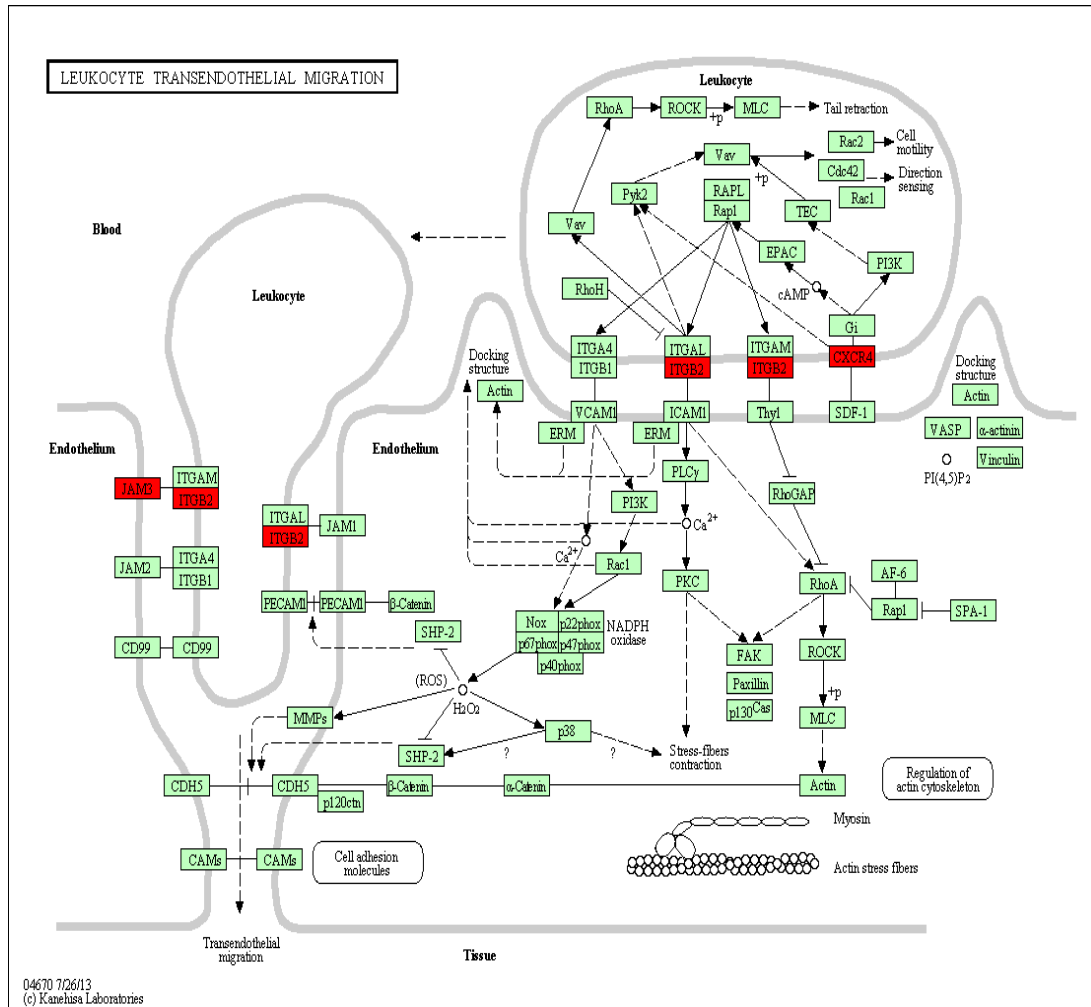 LEUKOCYTE TRANSENDOTHELIAL MIGRATION
Leukocyte
RhoA
ROCK
+p
MLC
Tail retraction
Vav
+p
Rac2
Cell
motility
Cdc42
Direction
sensing
Rac1
Pyk2
RAPL
Rap1
TEC
Vav
EPAC
PI3K
cAMP
RhoH
Gi
Blood
Leukocyte
ITGA4
ITGB1
ITGAL
ITGB2
ITGAM
ITGB2
CXCR4
Docking
structure
Actin
VCAM1
ICAM1
Thy1
SDF-1
ERM
ERM
Docking
structure
Actin
VASP
α-actinin
PI(4,5)P2
Vinculin
Endothelium
Endothelium
JAM3
ITGAM
ITGB2
ITGAL
ITGB2
JAM1
JAM2
ITGA4
ITGB1
PECAM1
PECAM1
β-Catenin
CD99
CD99
PLCγ
PI3K
Ca2+
Ca2+
Rac1
PKC
RhoGAP
RhoA
AF-6
Rap1
SPA-1
SHP-2
Nox
p22phox
p67phox
p47phox
p40phox
NADPH
oxidase
FAK
Paxillin
p130Cas
ROCK
+p
MLC
(ROS)
H2O2
MMPs
SHP-2
?
p38
?
Stress-fibers
contraction
CDH5
CDH5
p120ctn
β-Catenin
α-Catenin
Actin
Regulation of
actin cytoskeleton
Myosin
Actin stress fibers
CAMs
CAMs
Cell adhesion
molecules
Transendothelial
migration
Tissue
04670 7/26/13
(c) Kanehisa Laboratories